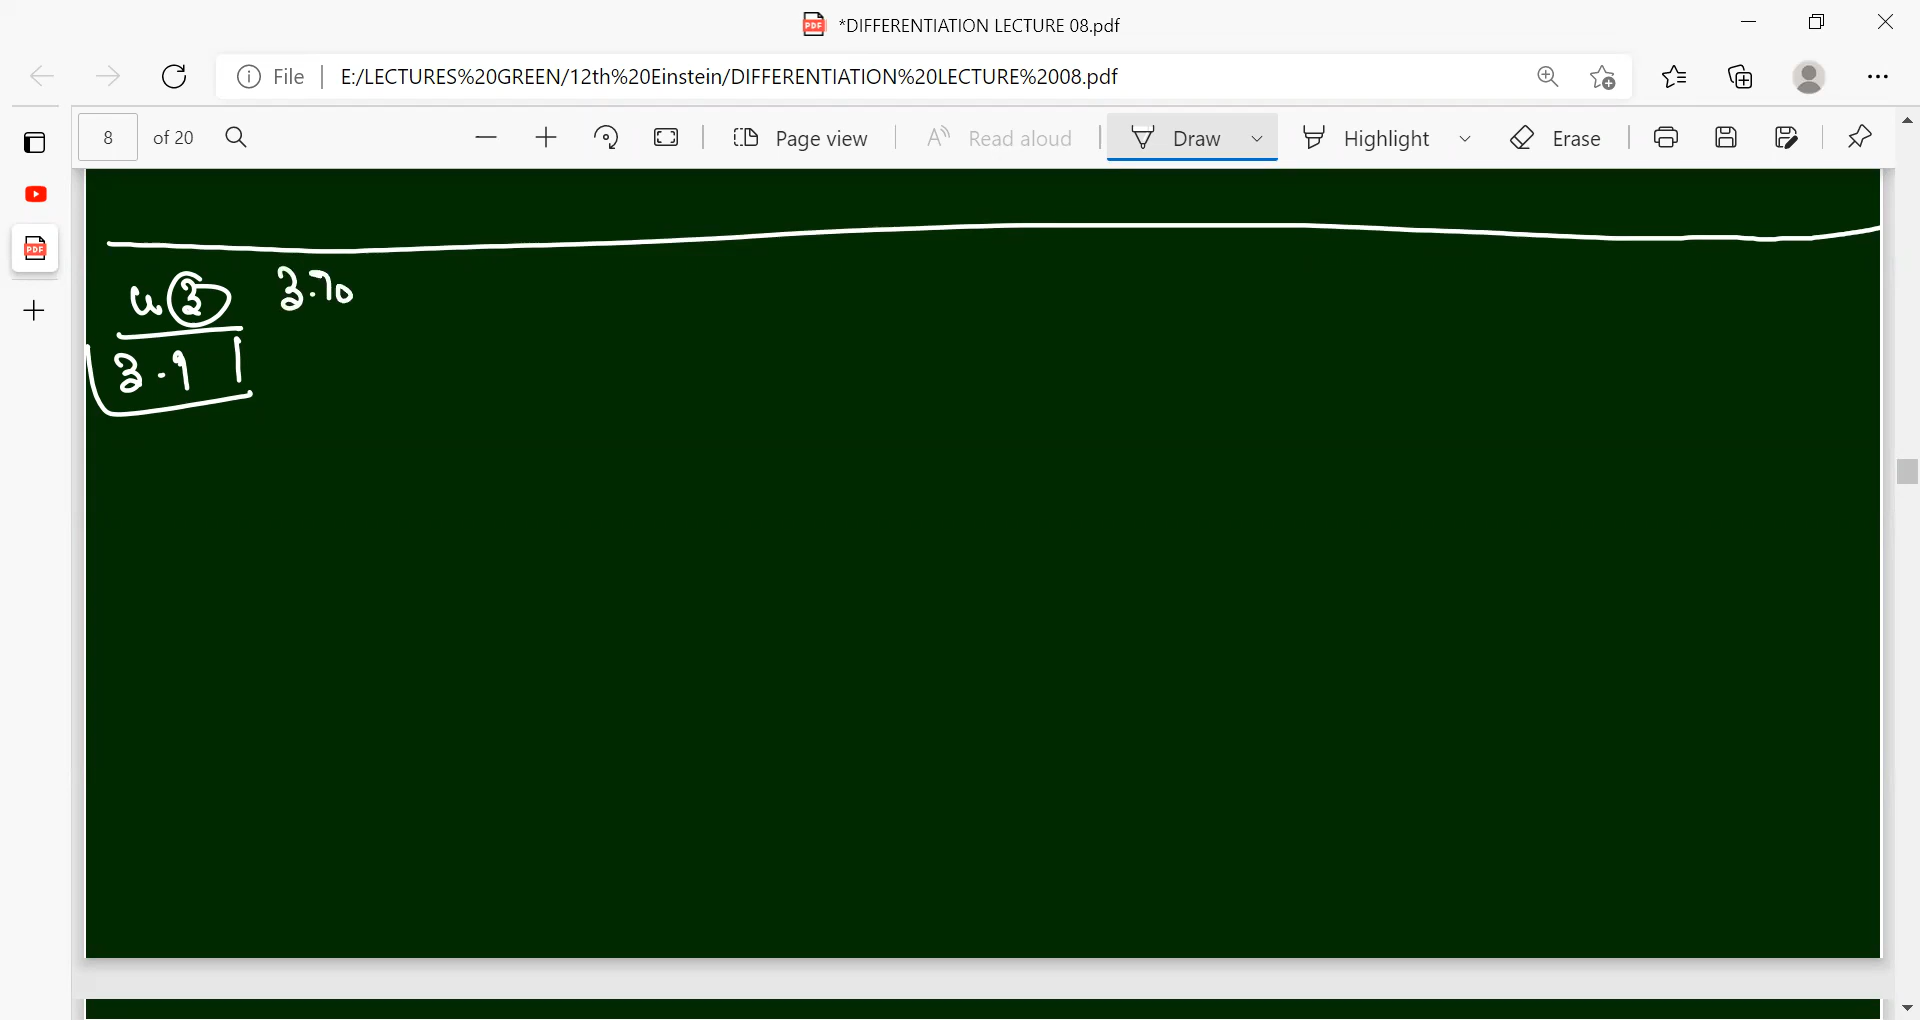 *DIFFERENTIATION LECTURE 08.pdf
File E:/LECTURES%20GREEN/12th%20Einstein/DIFFERENTIATION%20LECTURE%2008.pdf
8 of 20 Page view Read aloud Draw Highlight Erase
3.70
3.9